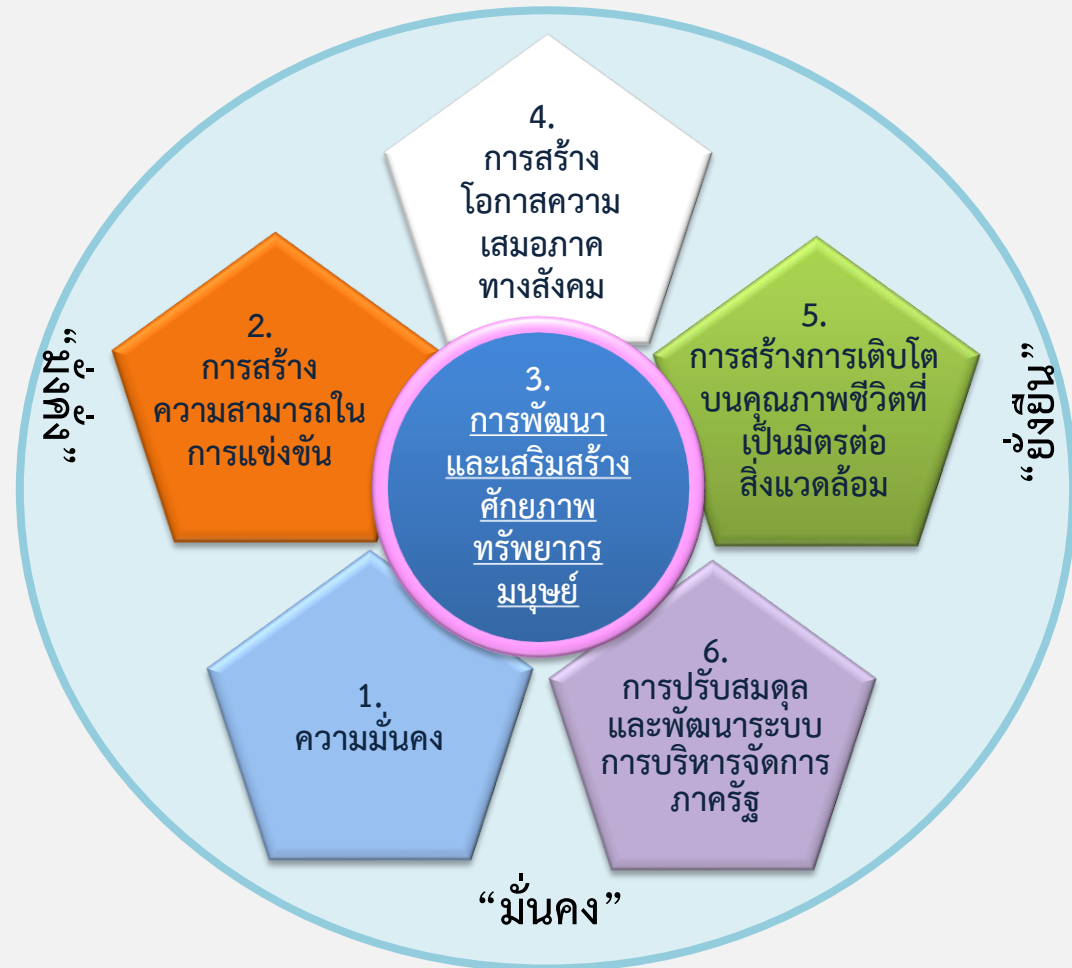 4.
การสร้าง
โอกาสความ
เสมอภาค
ทางสังคม
2.
การสร้าง
ความสามารถใน
การแข่งขัน
3.
การพัฒนา
และเสริมสร้าง
ศักยภาพ
ทรัพยากร
มนุษย์
5.
การสร้างการเติบโต
บนคุณภาพชีวิตที่
เป็นมิตรต่อ
สิ่งแวดล้อม
“มั่งคั่ง”
“ยั่งยืน”
1.
ความมั่นคง
6.
การปรับสมดุล
และพัฒนาระบบ
การบริหารจัดการ
ภาครัฐ
“มั่นคง”